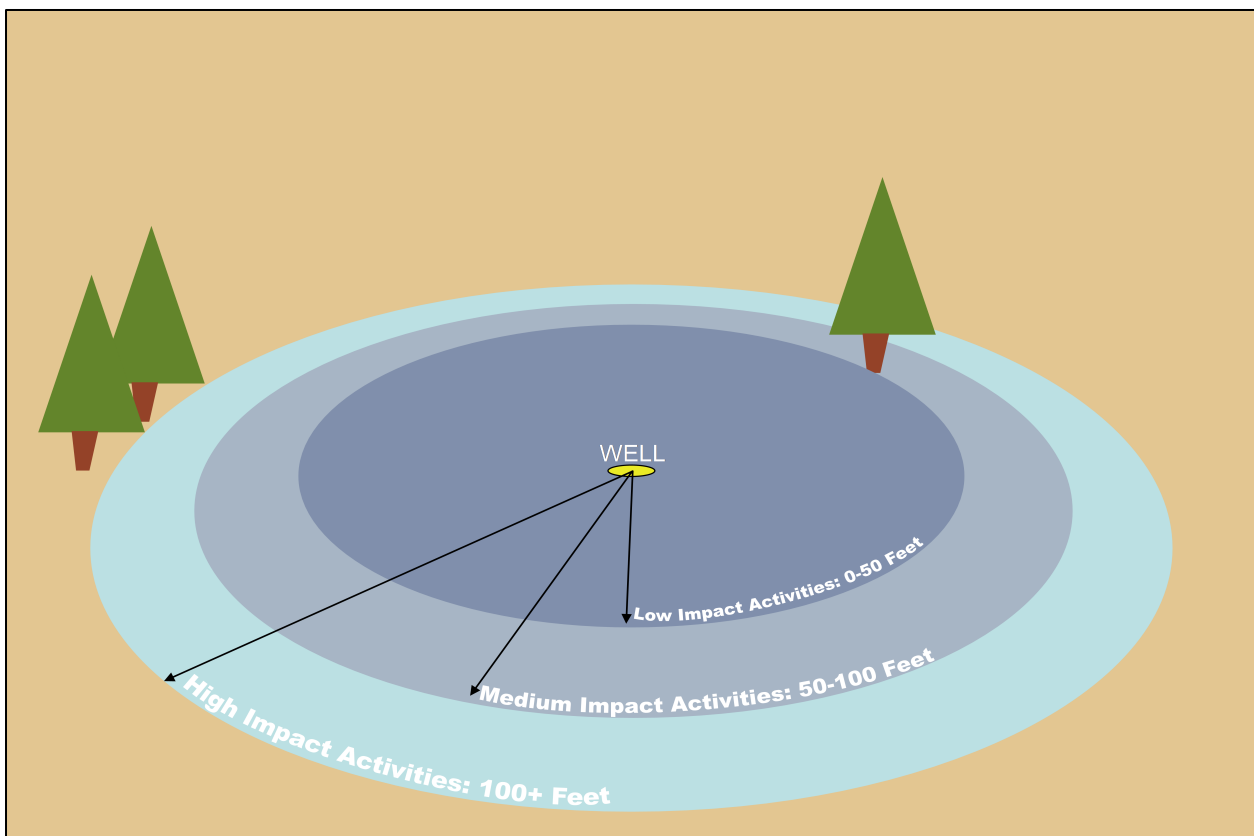 WELL
Low Impact Activities: 0-50 Feet
Medium Impact Activities: 50-100 Feet
High Impact Activities: 100+ Feet